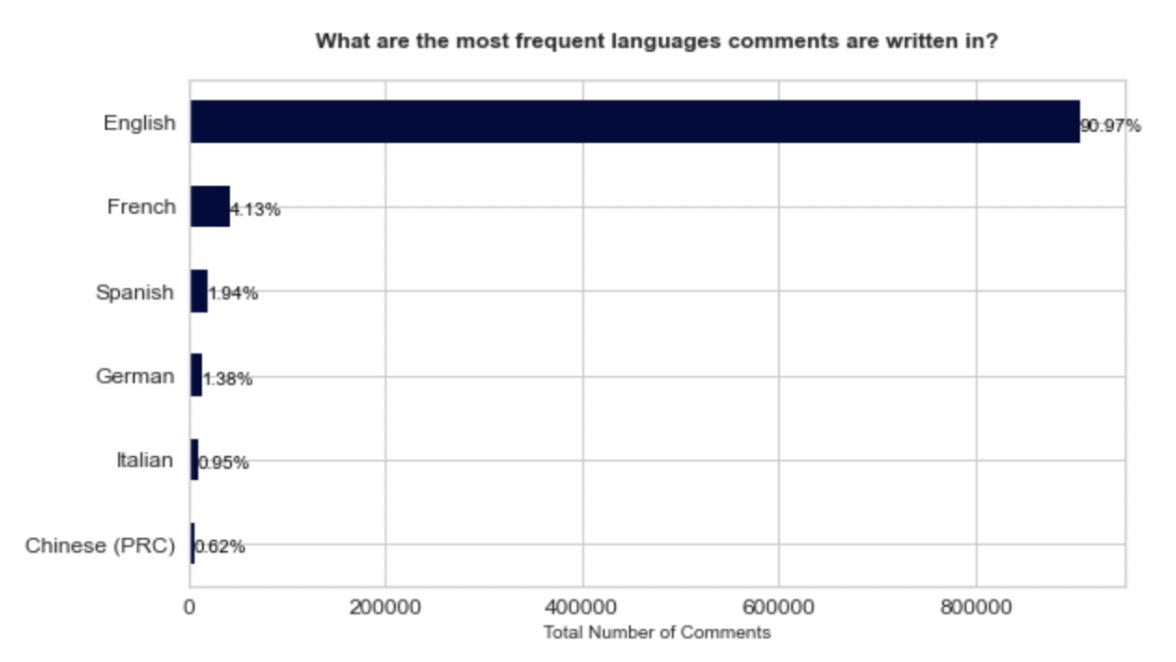 What are the most frequent languages comments are written in?
English 90.97%
French 4.13%
Spanish 1.94%
German 1.38%
Italian 0.95%
Chinese (PRC) 0.62%
0 200000 400000 600000 800000
Total Number of Comments